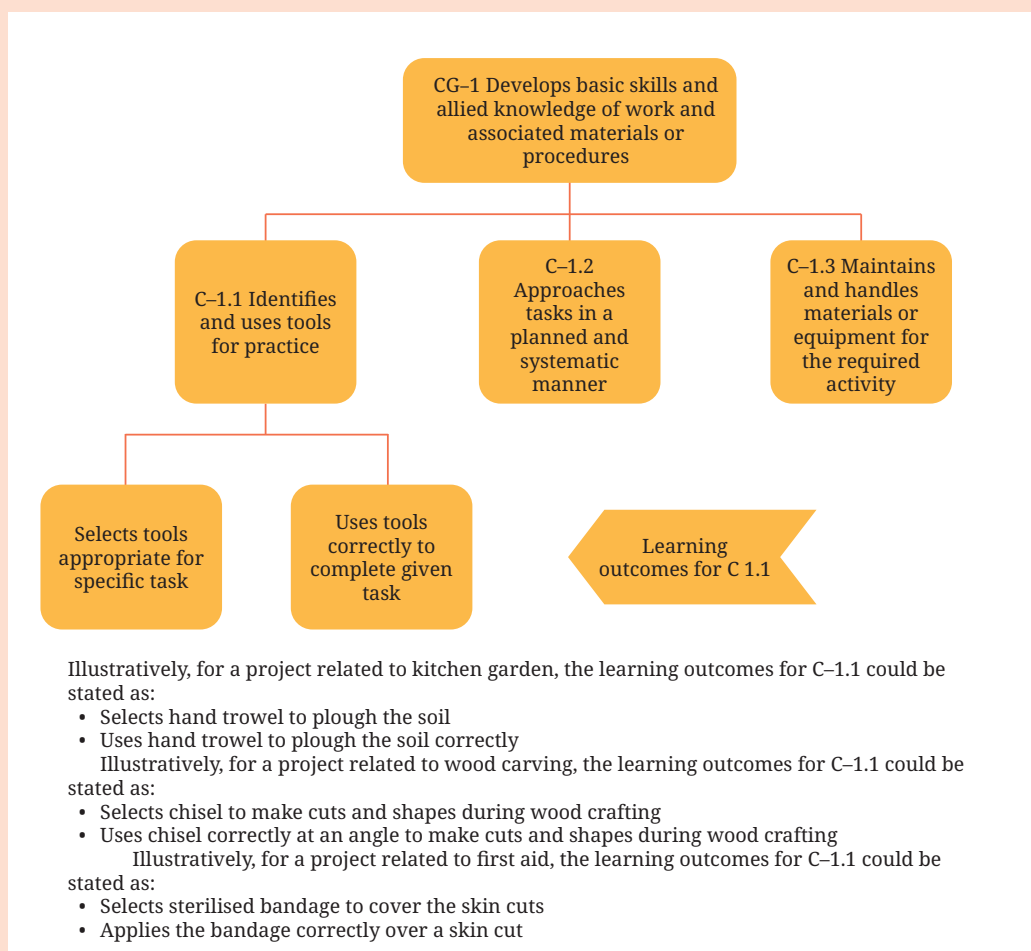 CG–1 Develops basic skills and
allied knowledge of work and
associated materials or
procedures
C–1.1 Identifies
and uses tools
for practice
C–1.2
Approaches
tasks in a
planned and
systematic
manner
C–1.3 Maintains
and handles
materials or
equipment for
the required
activity
Selects tools
appropriate for
specific task
Uses tools
correctly to
complete given
task
Learning
outcomes for C 1.1
Illustratively, for a project related to kitchen garden, the learning outcomes for C–1.1 could be
stated as:
• Selects hand trowel to plough the soil
• Uses hand trowel to plough the soil correctly
Illustratively, for a project related to wood carving, the learning outcomes for C–1.1 could be
stated as:
• Selects chisel to make cuts and shapes during wood crafting
• Uses chisel correctly at an angle to make cuts and shapes during wood crafting
Illustratively, for a project related to first aid, the learning outcomes for C–1.1 could be
stated as:
• Selects sterilised bandage to cover the skin cuts
• Applies the bandage correctly over a skin cut